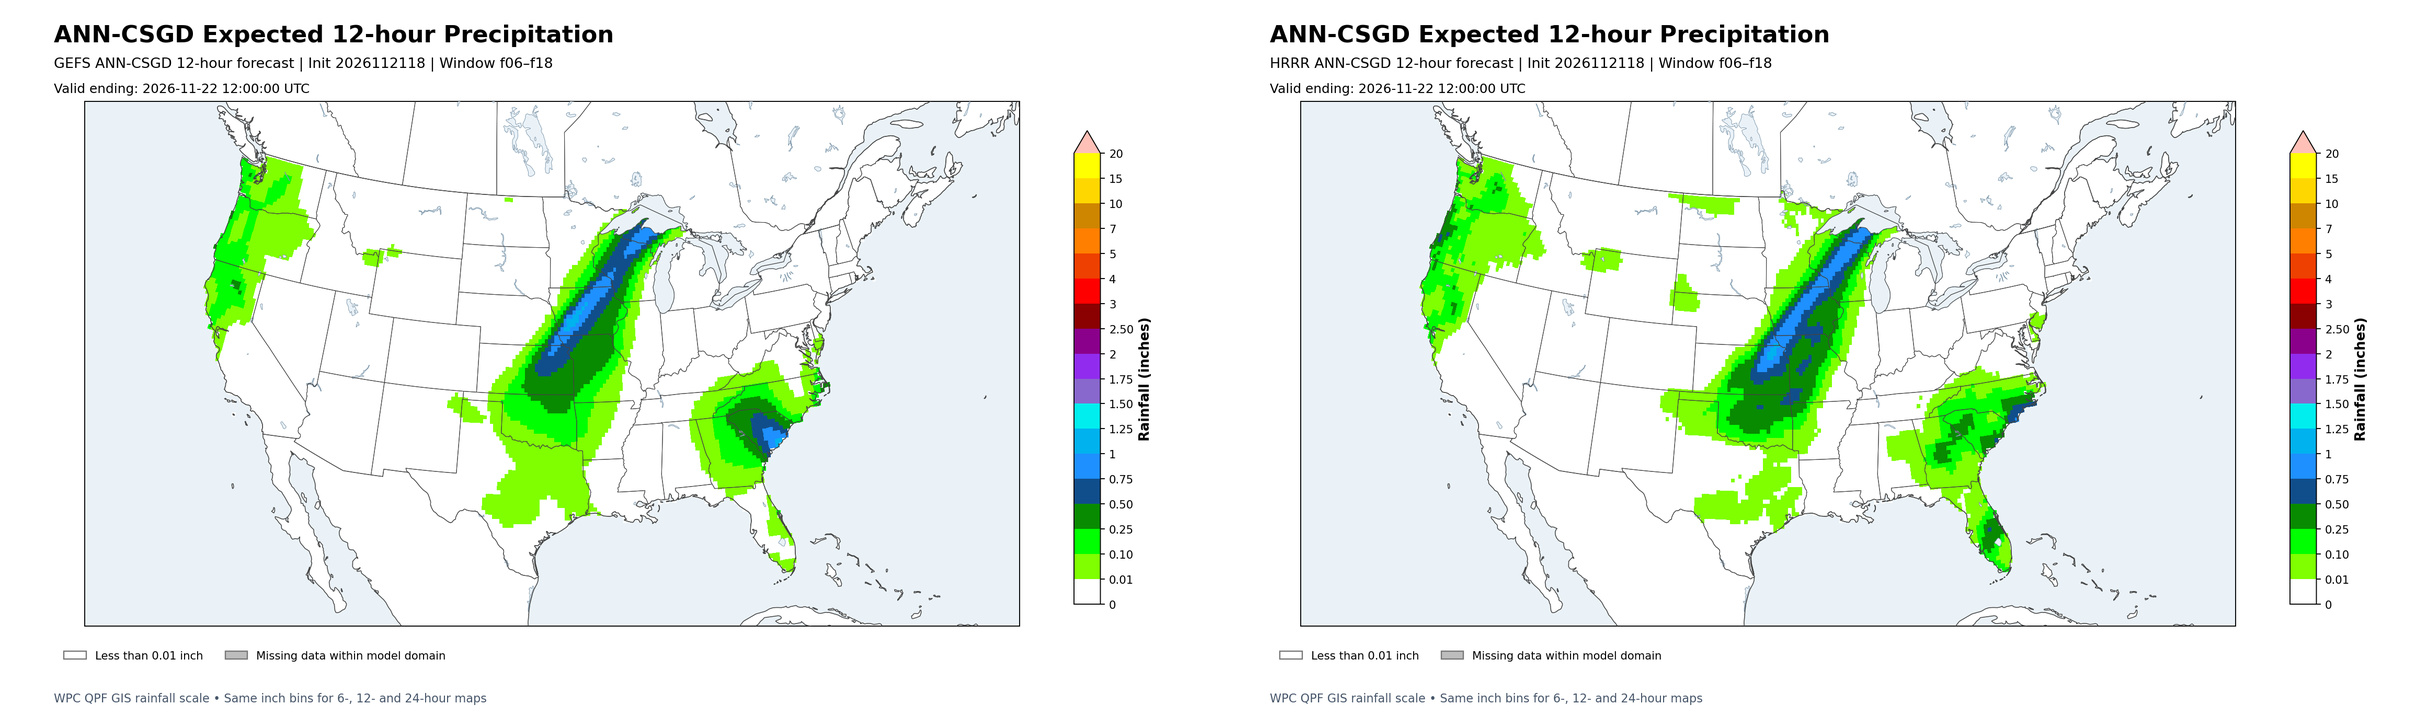 ANN-CSGD Expected 12-hour Precipitation
GEFS ANN-CSGD 12-hour forecast | Init 2026112118 | Window f06–f18
Valid ending: 2026-11-22 12:00:00 UTC
20
15
10
7
5
4
3
2.50
2
1.75
1.50
1.25
1
0.75
0.50
0.25
0.10
0.01
0
Rainfall (inches)
Less than 0.01 inch
Missing data within model domain
WPC QPF GIS rainfall scale • Same inch bins for 6-, 12- and 24-hour maps
ANN-CSGD Expected 12-hour Precipitation
HRRR ANN-CSGD 12-hour forecast | Init 2026112118 | Window f06–f18
Valid ending: 2026-11-22 12:00:00 UTC
20
15
10
7
5
4
3
2.50
2
1.75
1.50
1.25
1
0.75
0.50
0.25
0.10
0.01
0
Rainfall (inches)
Less than 0.01 inch
Missing data within model domain
WPC QPF GIS rainfall scale • Same inch bins for 6-, 12- and 24-hour maps